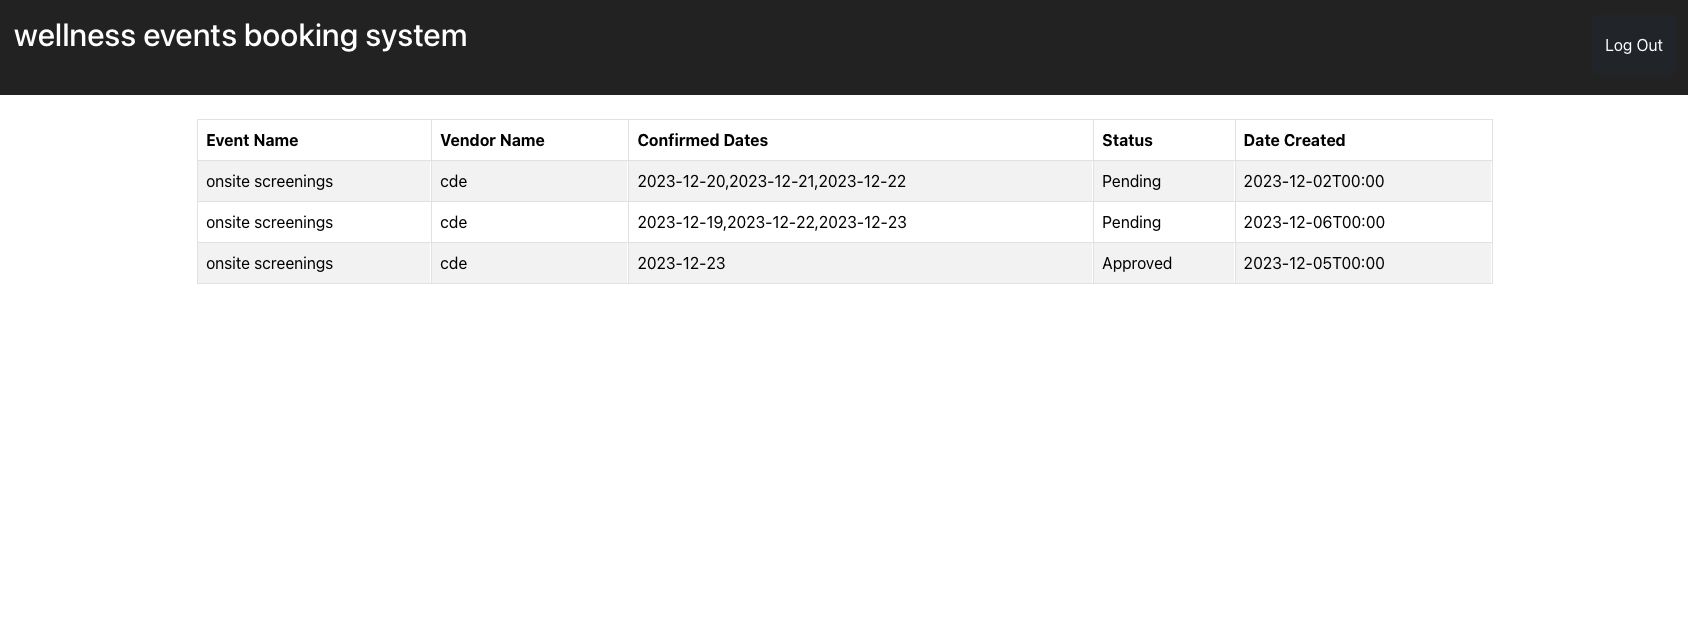 wellness events booking system
Log Out
Event Name Vendor Name Confirmed Dates Status Date Created
onsite screenings cde 2023-12-20,2023-12-21,2023-12-22 Pending 2023-12-02T00:00
onsite screenings cde 2023-12-19,2023-12-22,2023-12-23 Pending 2023-12-06T00:00
onsite screenings cde 2023-12-23 Approved 2023-12-05T00:00